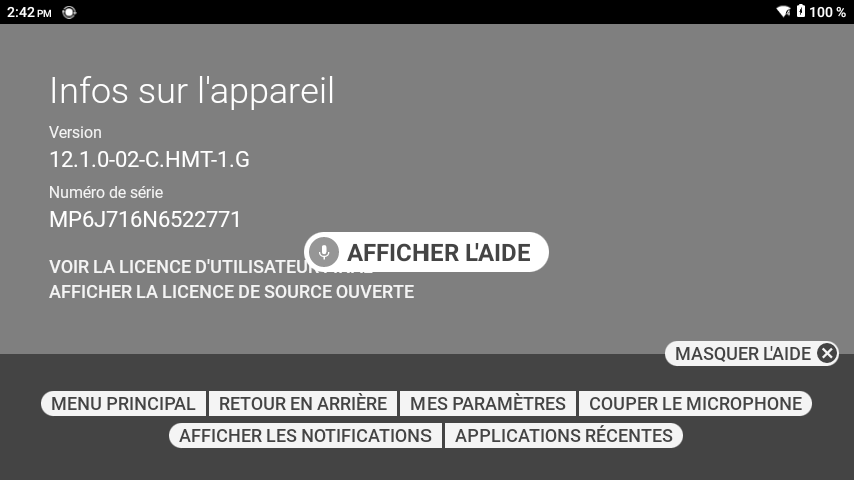 2:42 PM 100 %
Infos sur l'appareil
Version
12.1.0-02-C.HMT-1.G
Numéro de série
MP6J716N6522771
AFFICHER L'AIDE
VOIR LA LICENCE D'UTILISATEUR
AFFICHER LA LICENCE DE SOURCE OUVERTE
MASQUER L'AIDE
MENU PRINCIPAL RETOUR EN ARRIÈRE MES PARAMÈTRES COUPER LE MICROPHONE
AFFICHER LES NOTIFICATIONS APPLICATIONS RÉCENTES